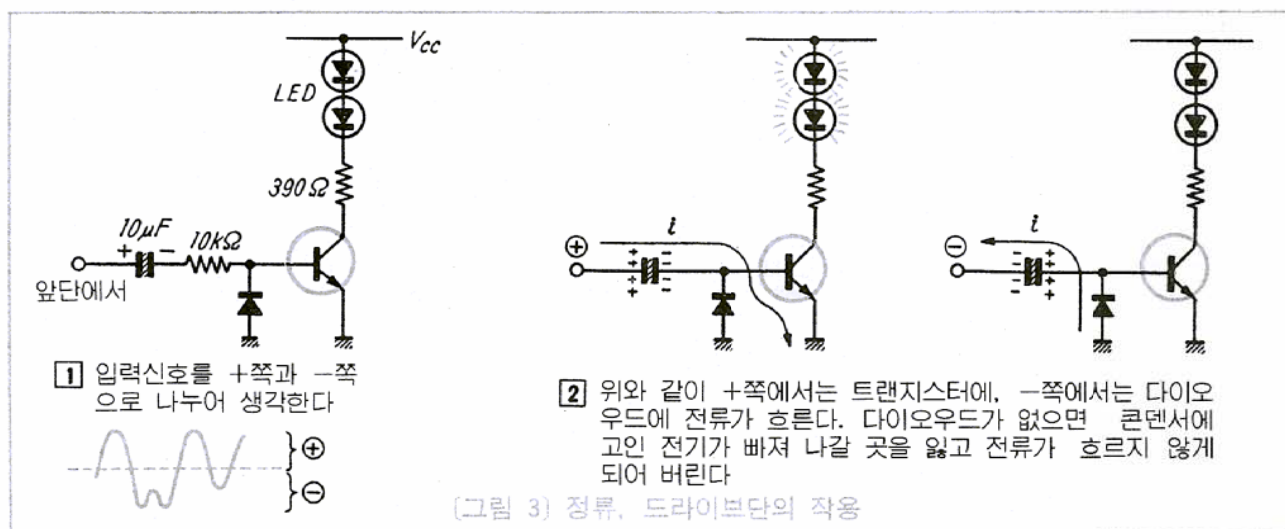 Vcc
LED
390Ω
10μF
+ -
10kΩ
앞단에서
1 입력신호를 +쪽과 -쪽
으로 나누어 생각한다
⊕
⊖
⊕
i
+ -
+ -
+ -
+ -
⊖
i
- +
- +
- +
- +
2 위와 같이 +쪽에서는 트랜지스터에, -쪽에서는 다이오
우드에 전류가 흐른다. 다이오우드가 없으면 콘덴서에
고인 전기가 빠져 나갈 곳을 잃고 전류가 흐르지 않게
되어 버린다
(그림 3) 정류, 드라이브단의 작용